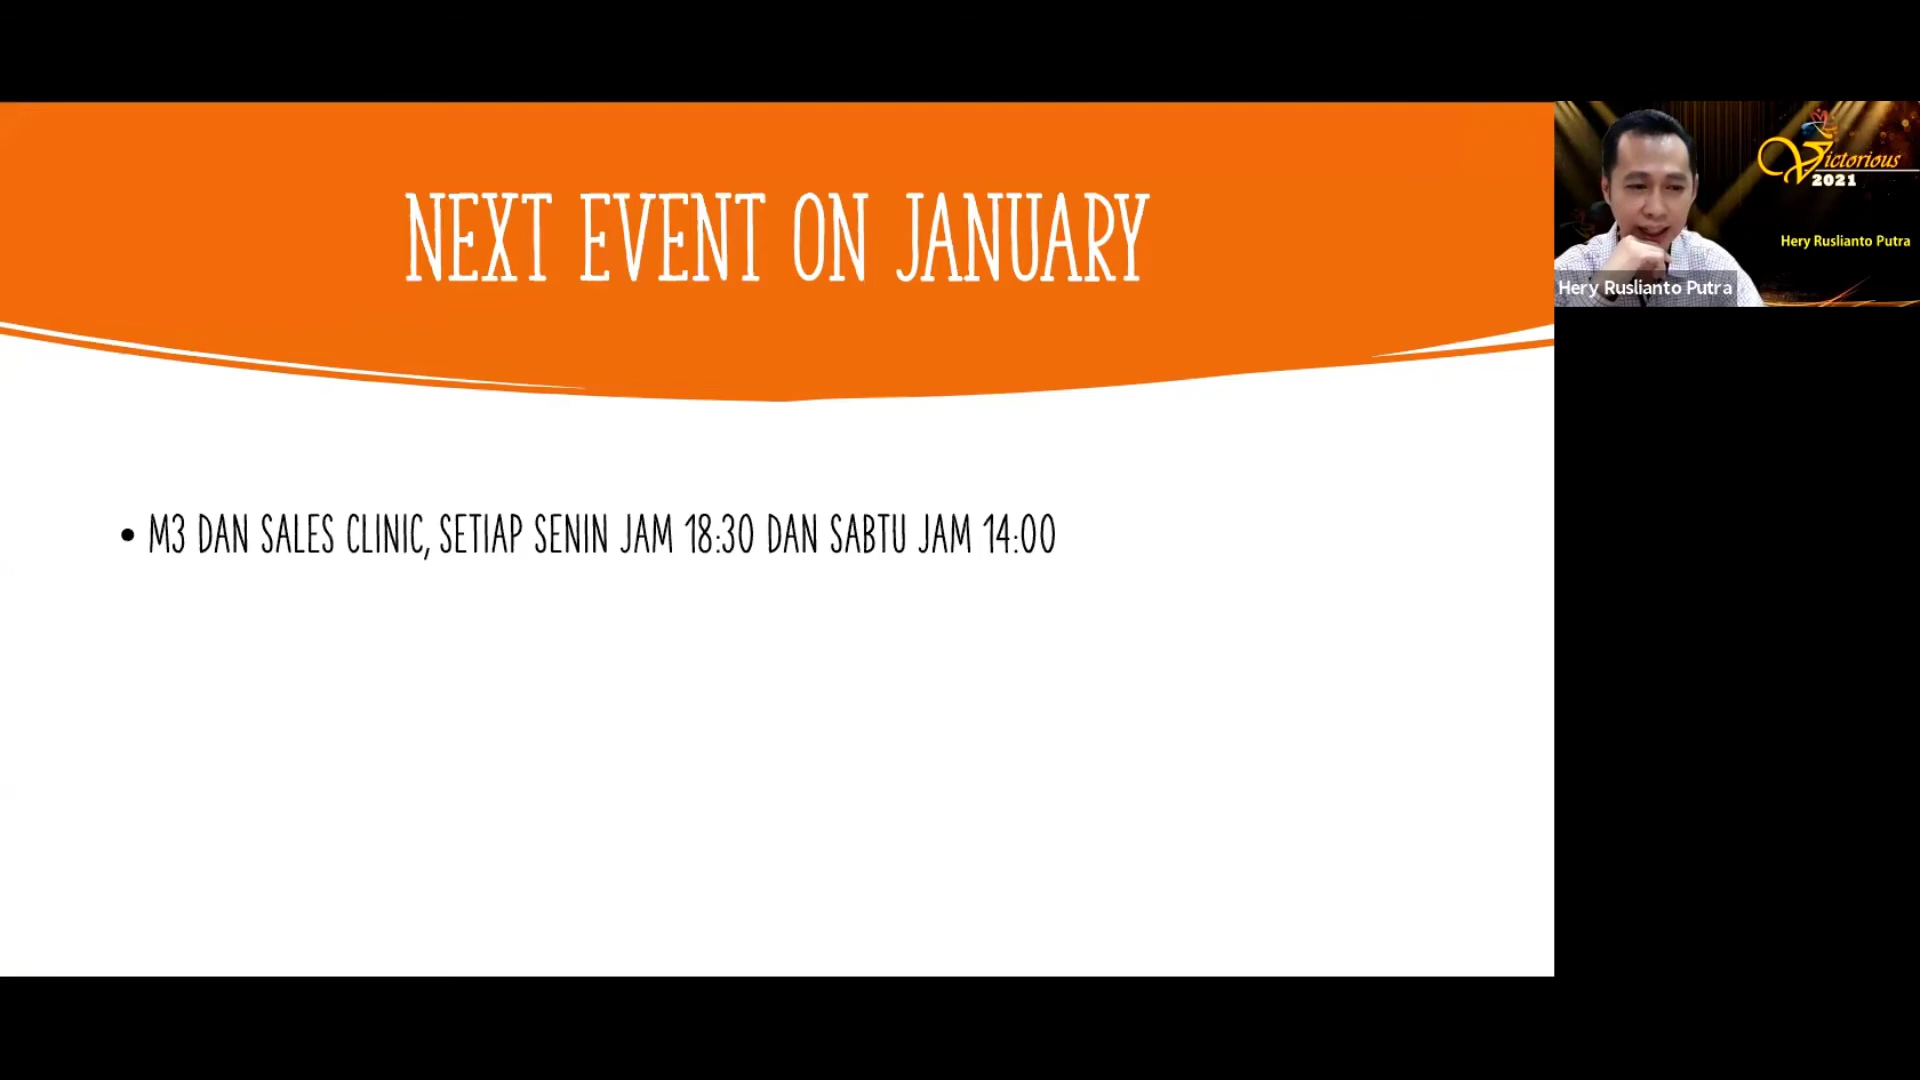 NEXT EVENT ON JANUARY
• M3 DAN SALES CLINIC, SETIAP SENIN JAM 18:30 DAN SABTU JAM 14:00
Victorious
2021
Hery Ruslianto Putra
Hery Ruslianto Putra